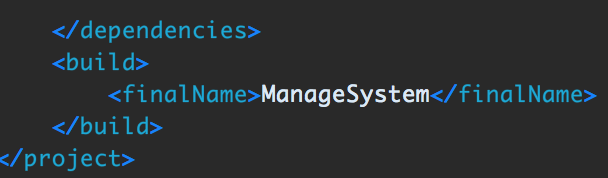 </dependencies>
<build>
<finalName>ManageSystem</finalName>
</build>
</project>